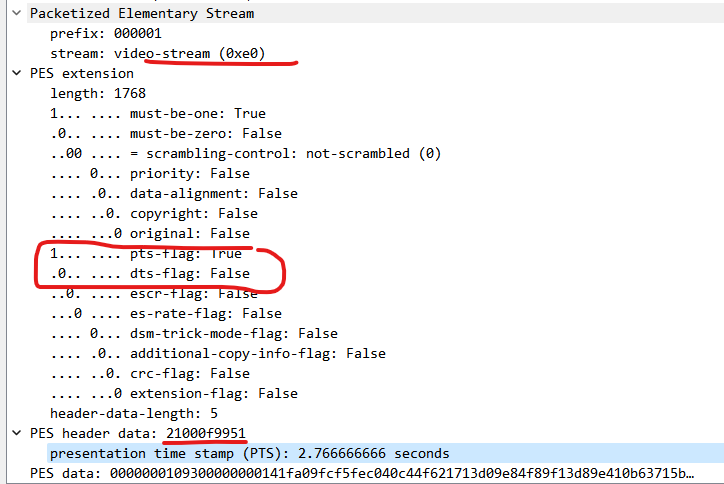 Packetized Elementary Stream
prefix: 000001
stream: video-stream (0xe0)
PES extension
length: 1768
1... .... must-be-one: True
.0.. .... must-be-zero: False
..00 .... = scrambling-control: not-scrambled (0)
.... 0... priority: False
.... .0.. data-alignment: False
.... ..0. copyright: False
.... ...0 original: False
1... .... pts-flag: True
.0.. .... dts-flag: False
..0. .... escr-flag: False
...0 .... es-rate-flag: False
.... 0... dsm-trick-mode-flag: False
.... .0.. additional-copy-info-flag: False
.... ..0. crc-flag: False
.... ...0 extension-flag: False
header-data-length: 5
PES header data: 21000f9951
presentation time stamp (PTS): 2.766666666 seconds
PES data: 0000000109300000000141fa09fcf5fec040c44f621713d09e84f89f13d89e410b63715b…